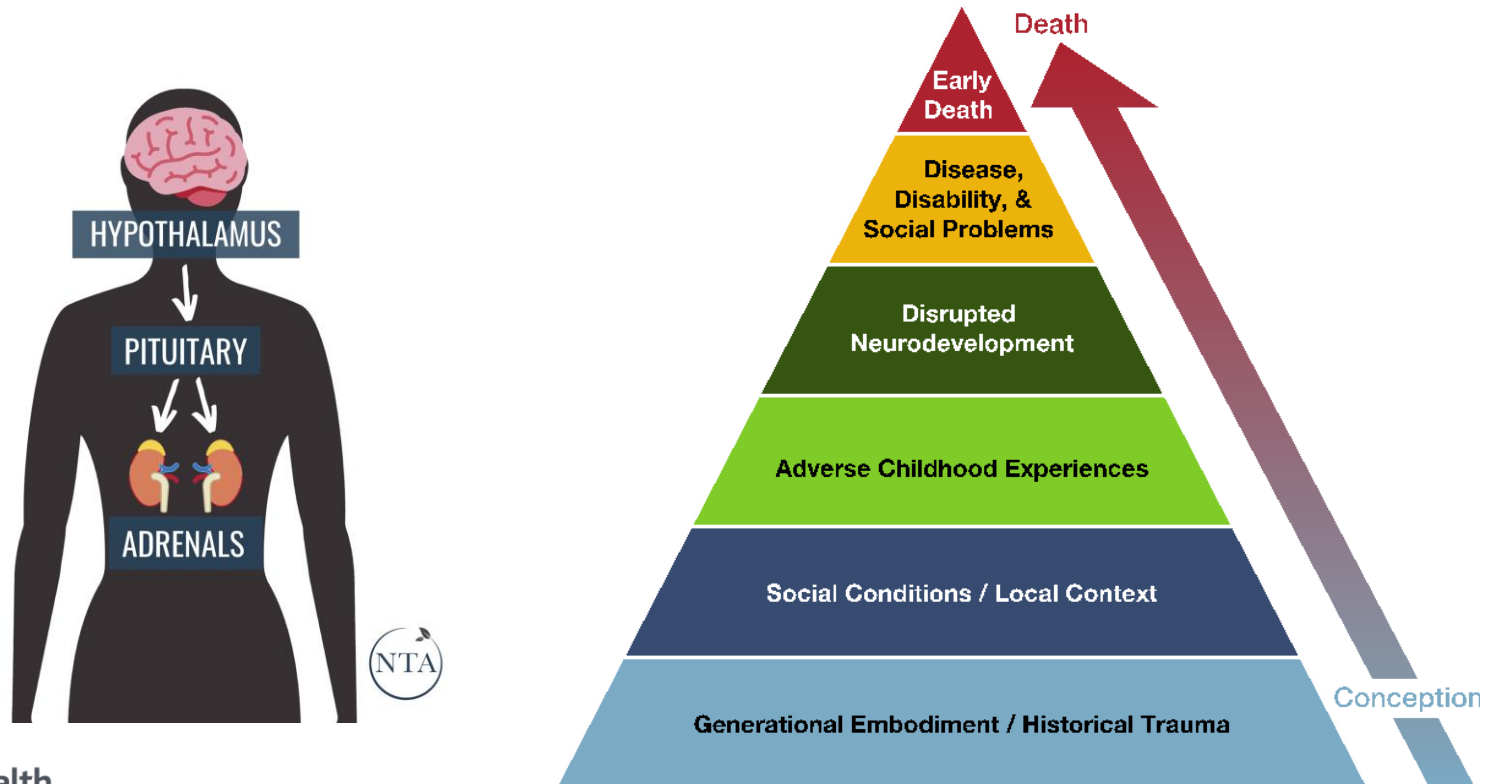 HYPOTHALAMUS
PITUITARY
ADRENALS
NTA
Death
Early
Death
Disease,
Disability, &
Social Problems
Disrupted
Neurodevelopment
Adverse Childhood Experiences
Social Conditions / Local Context
Conception
Generational Embodiment / Historical Trauma